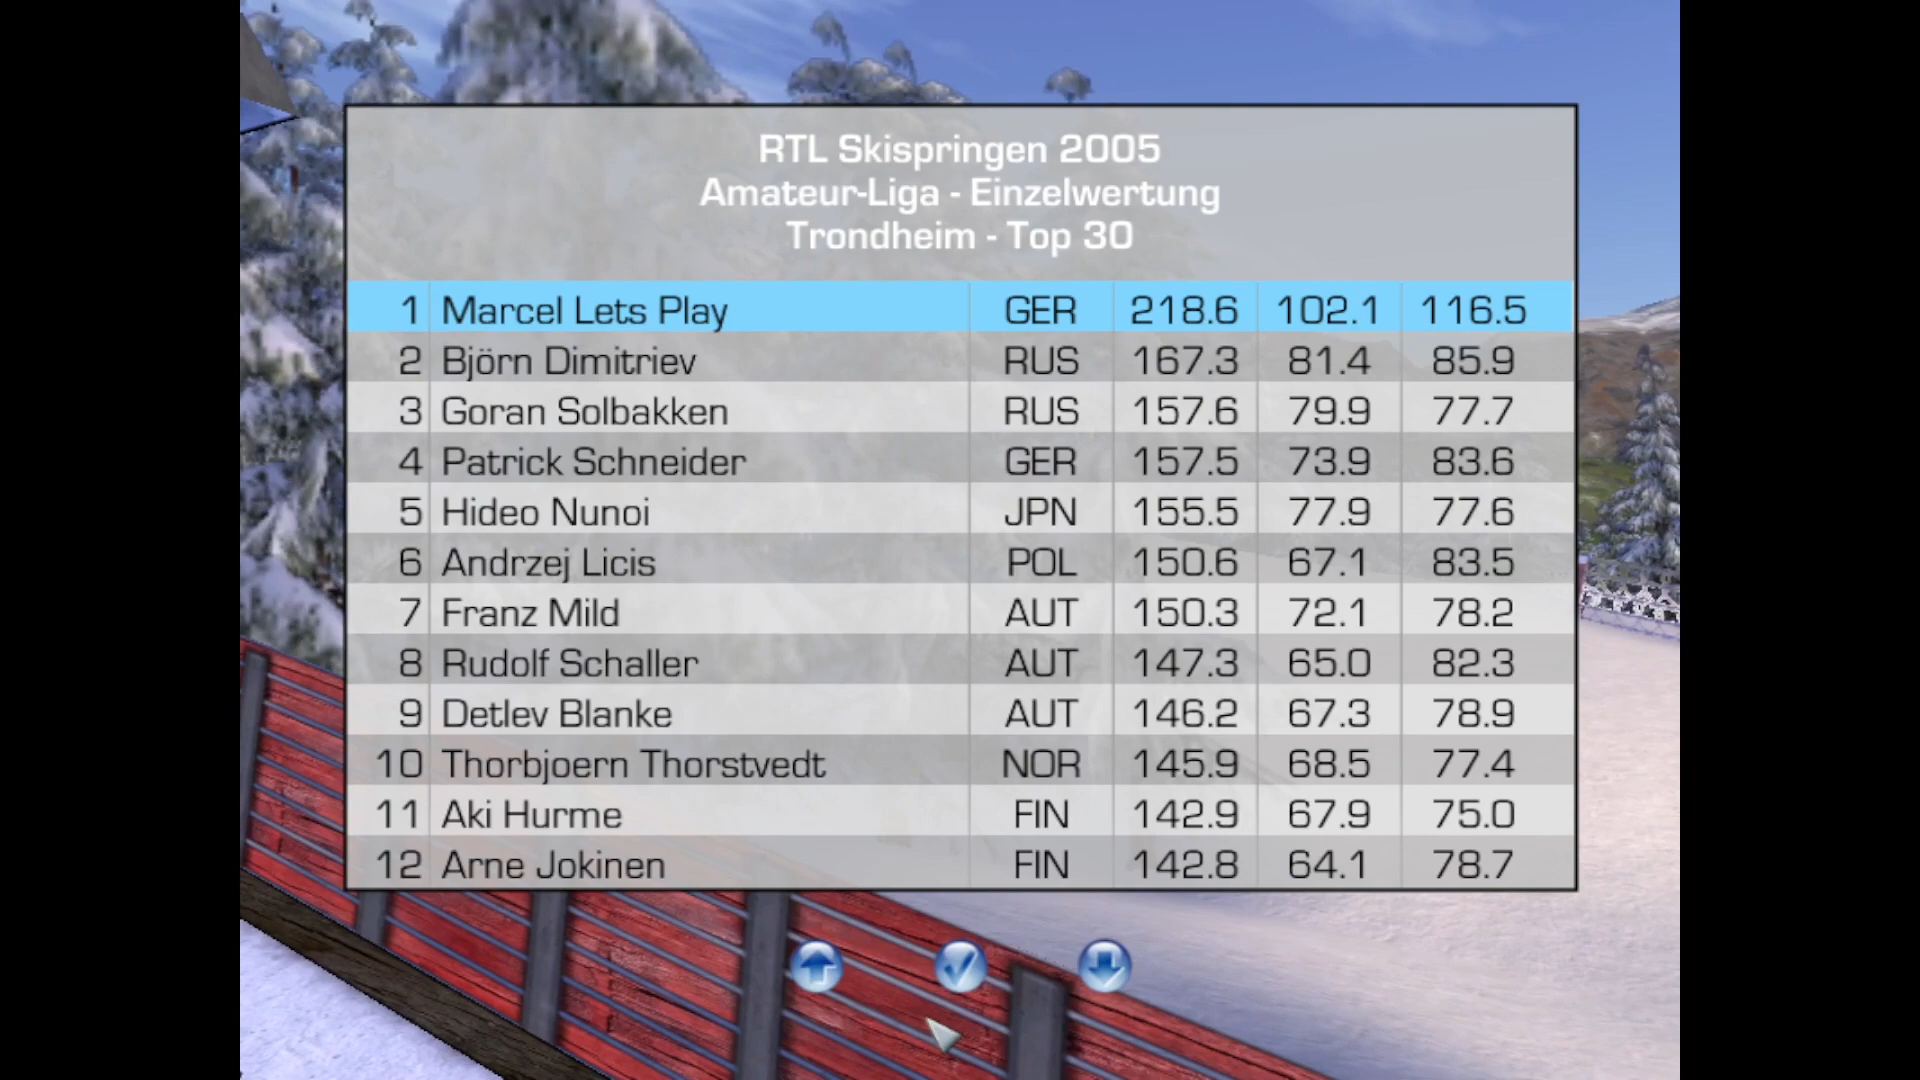 RTL Skispringen 2005
Amateur-Liga - Einzelwertung
Trondheim - Top 30
1 Marcel Lets Play GER 218.6 102.1 116.5
2 Björn Dimitriev RUS 167.3 81.4 85.9
3 Goran Solbakken RUS 157.6 79.9 77.7
4 Patrick Schneider GER 157.5 73.9 83.6
5 Hideo Nunoi JPN 155.5 77.9 77.6
6 Andrzej Licis POL 150.6 67.1 83.5
7 Franz Mild AUT 150.3 72.1 78.2
8 Rudolf Schaller AUT 147.3 65.0 82.3
9 Detlev Blanke AUT 146.2 67.3 78.9
10 Thorbjoern Thorstvedt NOR 145.9 68.5 77.4
11 Aki Hurme FIN 142.9 67.9 75.0
12 Arne Jokinen FIN 142.8 64.1 78.7